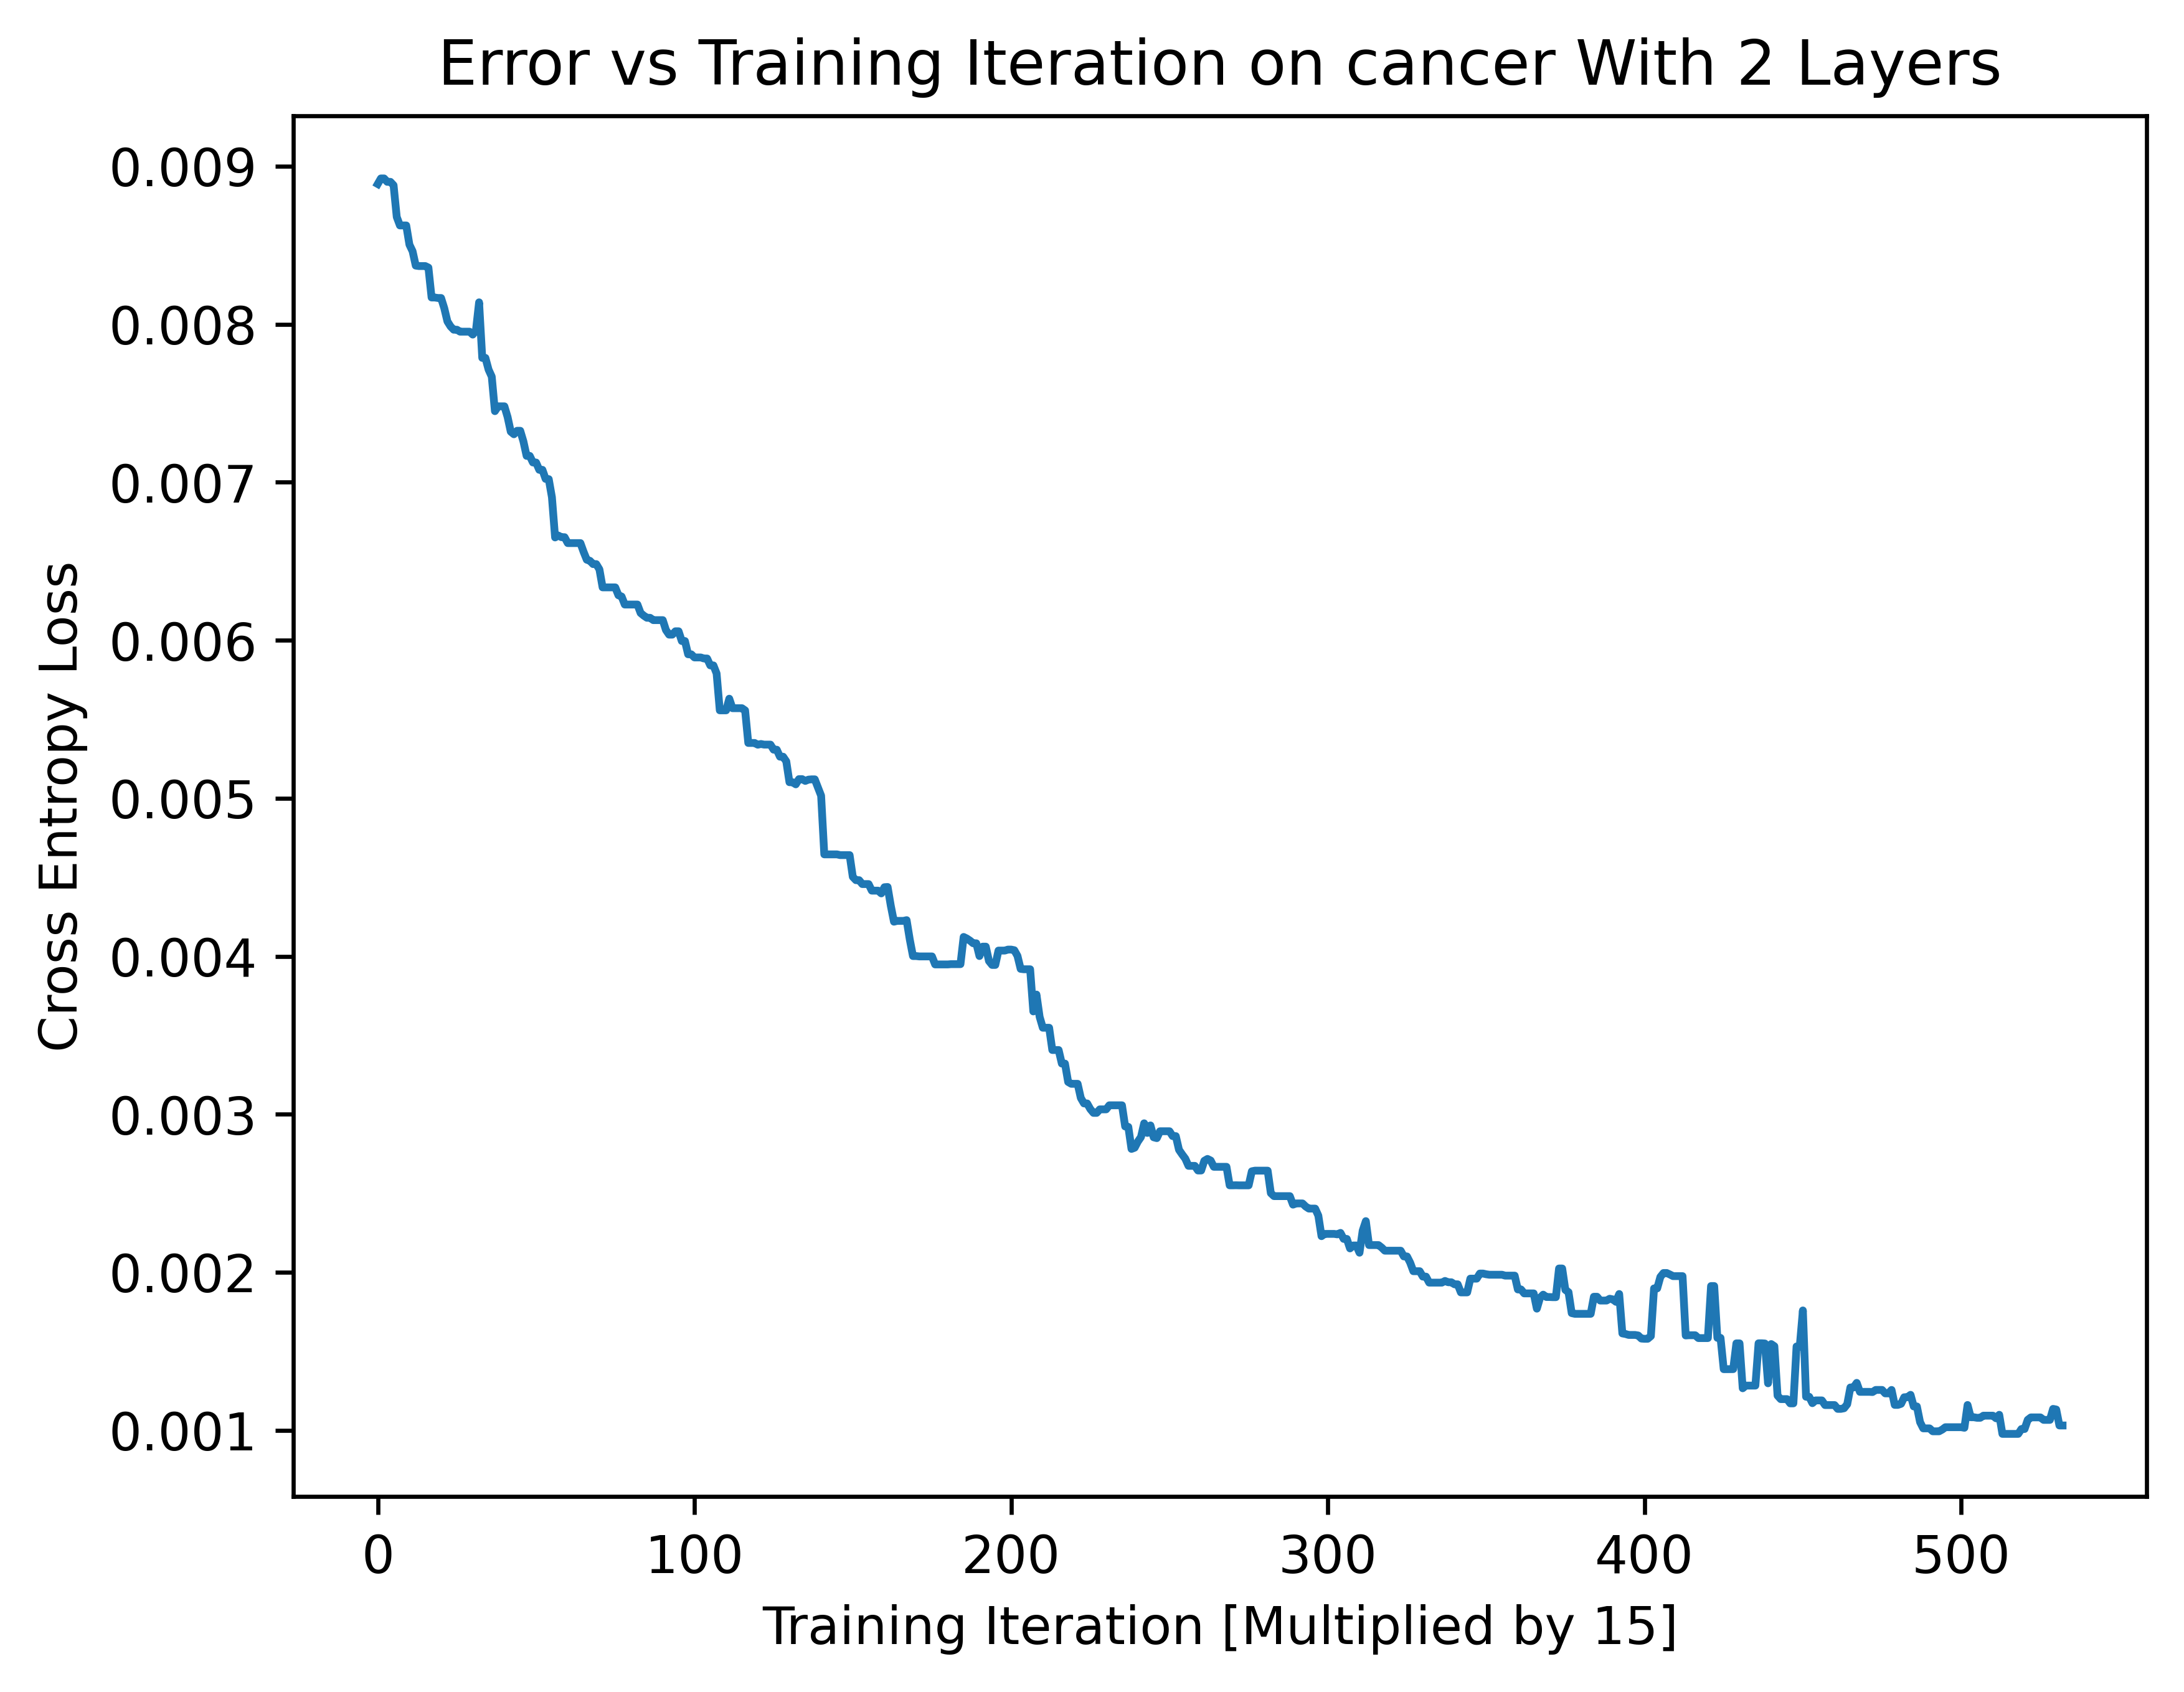 Error vs Training Iteration on cancer With 2 Layers
Cross Entropy Loss
0.009
0.008
0.007
0.006
0.005
0.004
0.003
0.002
0.001
0 100 200 300 400 500
Training Iteration [Multiplied by 15]